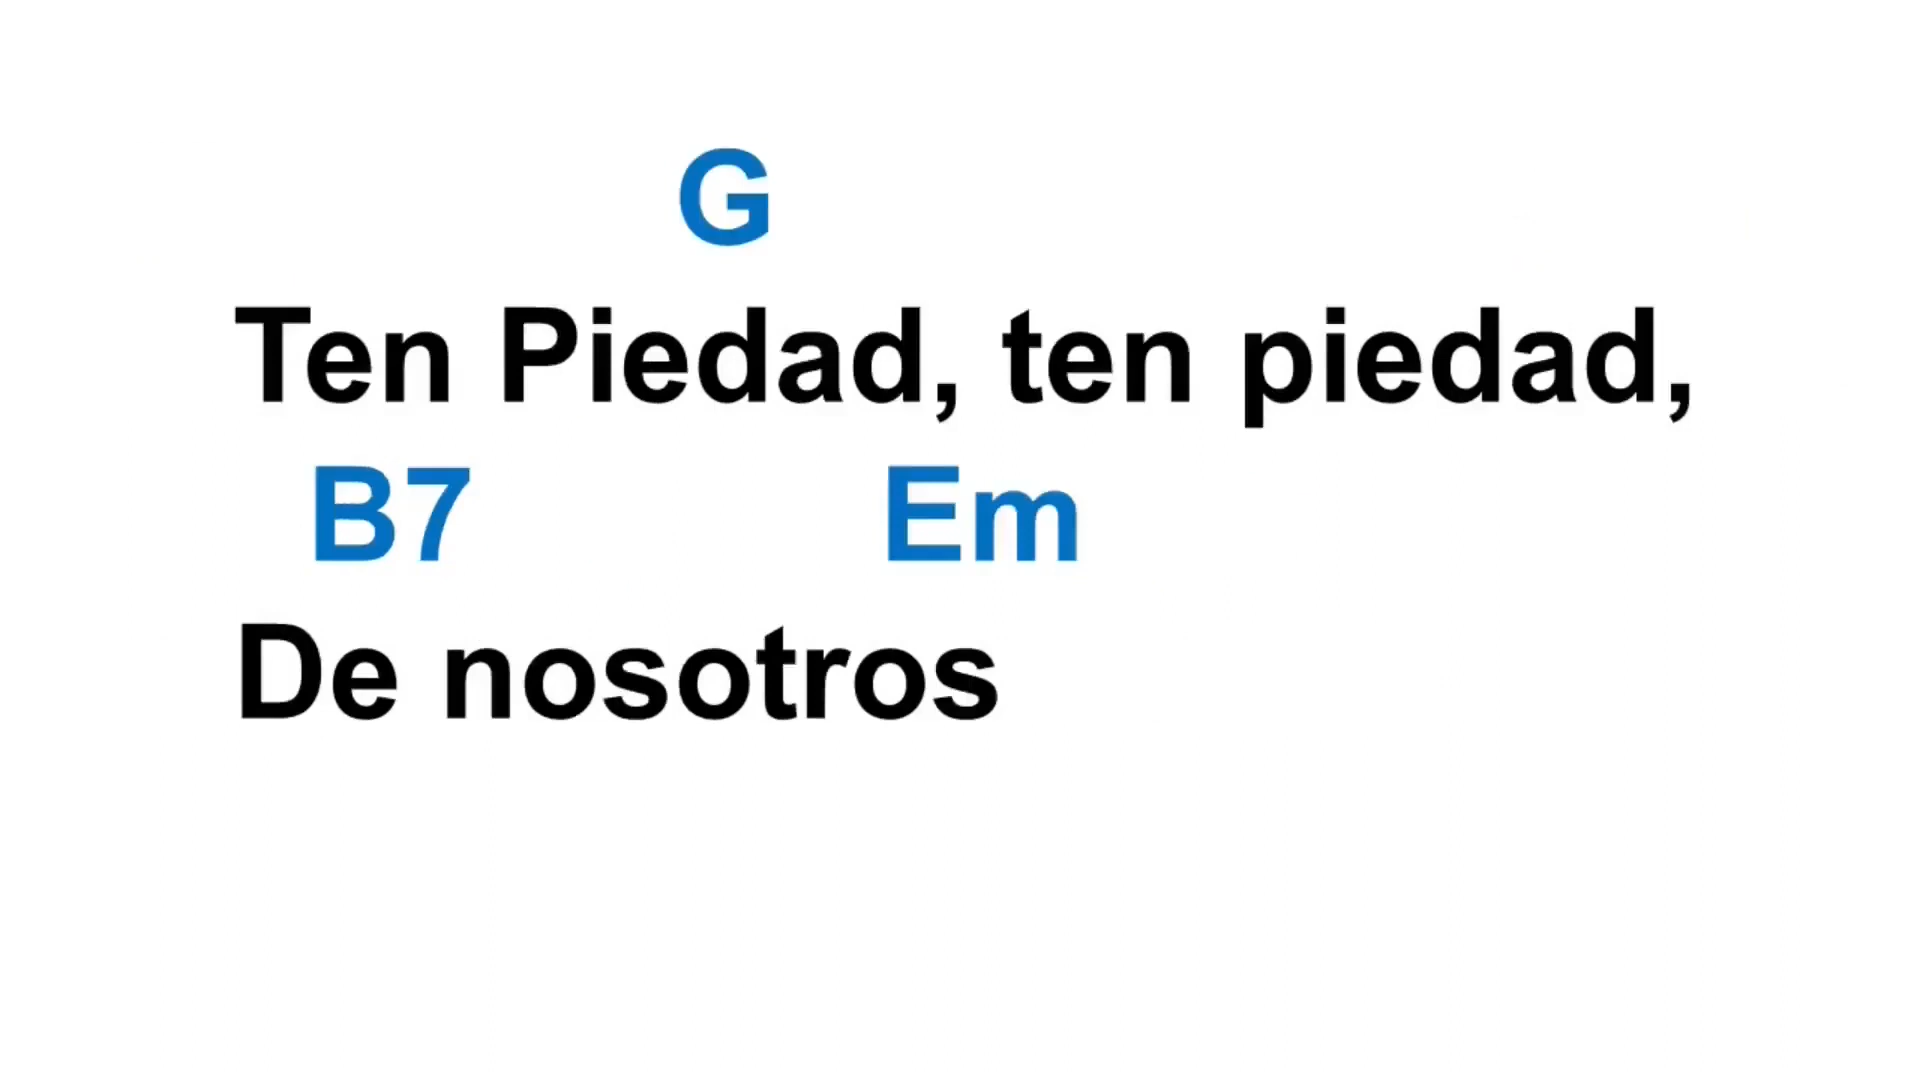 G
Ten Piedad, ten piedad,
B7 Em
De nosotros